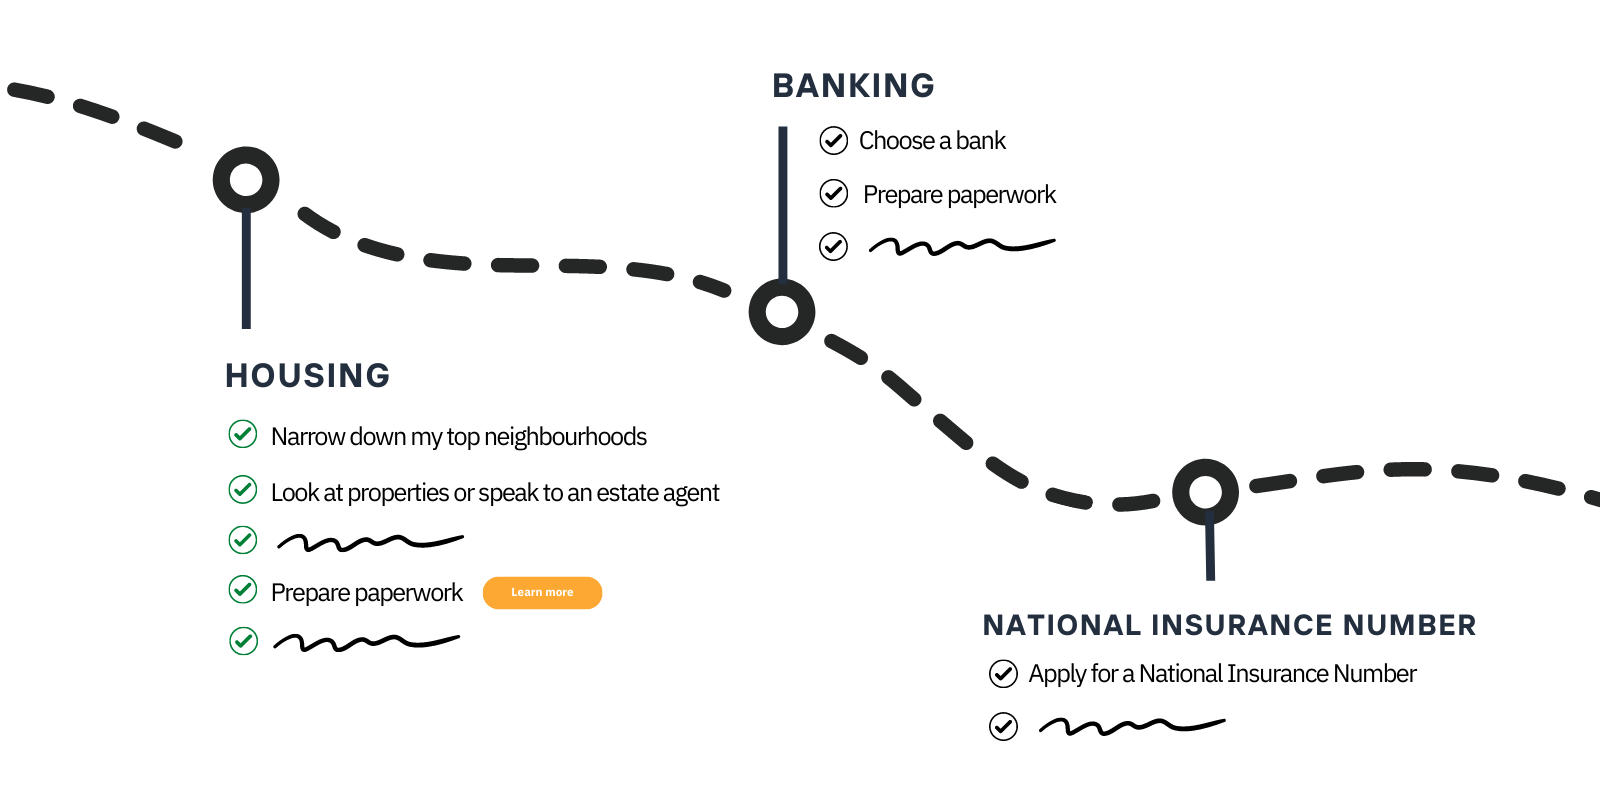 BANKING
Choose a bank
Prepare paperwork
HOUSING
Narrow down my top neighbourhoods
Look at properties or speak to an estate agent
Prepare paperwork
Learn more
NATIONAL INSURANCE NUMBER
Apply for a National Insurance Number